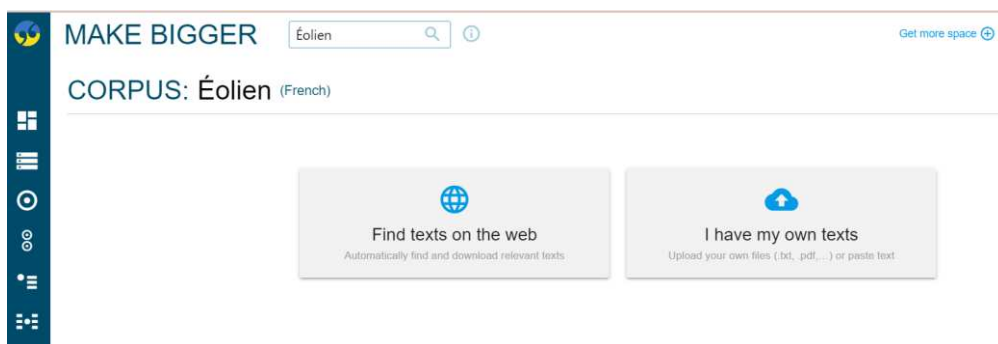 MAKE BIGGER
Éolien
Get more space
CORPUS: Éolien (French)
Find texts on the web
Automatically find and download relevant texts
I have my own texts
Upload your own files (.txt, .pdf,...) or paste text